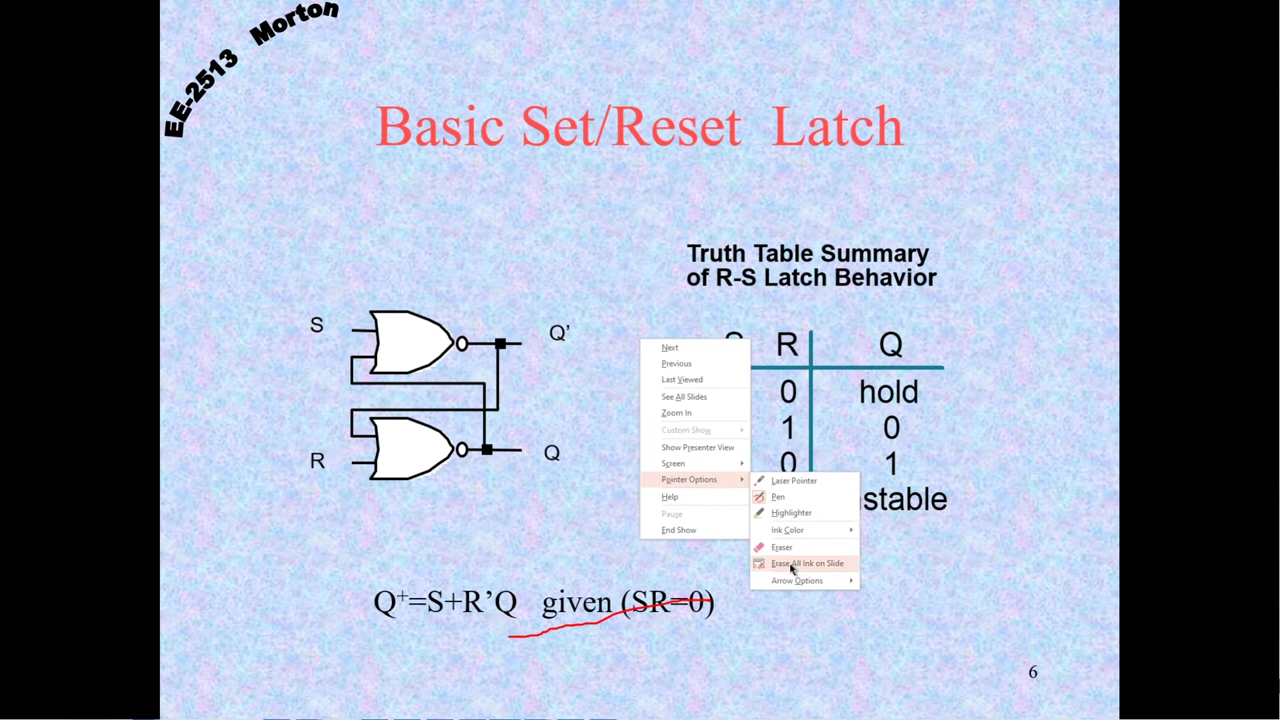 EE-2513 Morton
Basic Set/Reset Latch
Truth Table Summary
of R-S Latch Behavior
S Q’
R Q
R Q
0 hold
1 0
0 1
stable
Next
Previous
Last Viewed
See All Slides
Zoom In
Custom Show
Show Presenter View
Screen
Pointer Options
Help
Pause
End Show
Laser Pointer
Pen
Highlighter
Ink Color
Eraser
Erase All Ink on Slide
Arrow Options
Q+=S+R’Q given (SR=0)
6